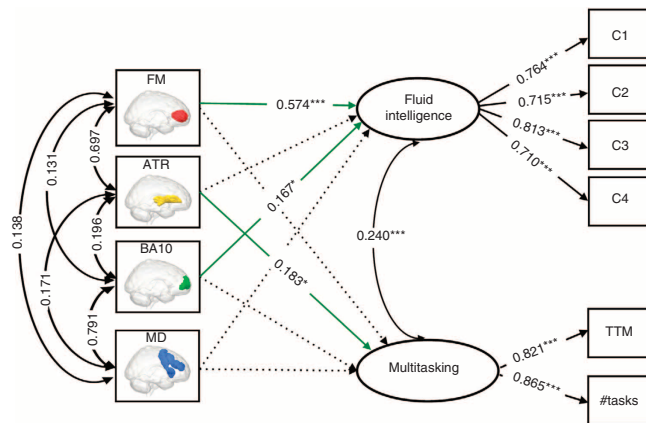 FM
ATR
BA10
MD
0.138
0.131
0.697
0.171
0.196
0.791
0.574***
0.167*
0.183*
Fluid
intelligence
0.240***
Multitasking
0.764***
0.715***
0.813***
0.710***
0.821***
0.865***
C1
C2
C3
C4
TTM
#tasks